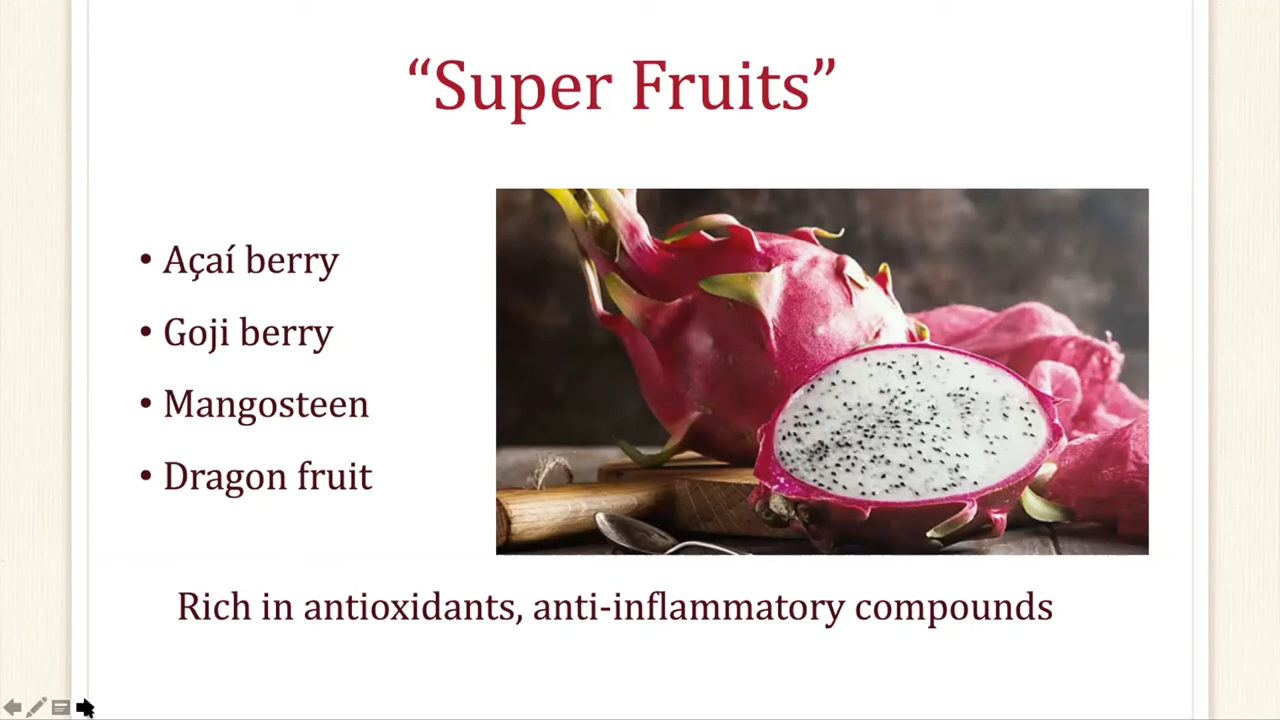 “Super Fruits”
• Açaí berry
• Goji berry
• Mangosteen
• Dragon fruit
Rich in antioxidants, anti-inflammatory compounds